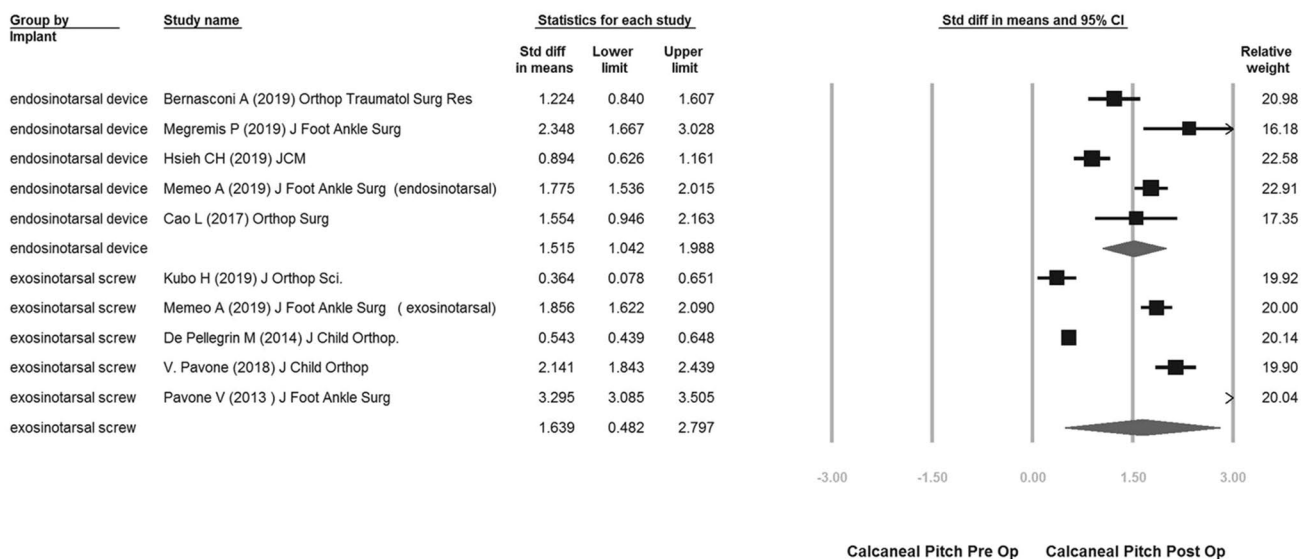 Group by Study name Statistics for each study Std diff in means and 95% CI
Implant
Std diff Lower Upper Relative
in means limit limit weight
endosinotarsal device Bernasconi A (2019) Orthop Traumatol Surg Res 1.224 0.840 1.607 20.98
endosinotarsal device Megremis P (2019) J Foot Ankle Surg 2.348 1.667 3.028 16.18
endosinotarsal device Hsieh CH (2019) JCM 0.894 0.626 1.161 22.58
endosinotarsal device Memeo A (2019) J Foot Ankle Surg (endosinotarsal) 1.775 1.536 2.015 22.91
endosinotarsal device Cao L (2017) Orthop Surg 1.554 0.946 2.163 17.35
endosinotarsal device 1.515 1.042 1.988
exosinotarsal screw Kubo H (2019) J Orthop Sci. 0.364 0.078 0.651 19.92
exosinotarsal screw Memeo A (2019) J Foot Ankle Surg ( exosinotarsal) 1.856 1.622 2.090 20.00
exosinotarsal screw De Pellegrin M (2014) J Child Orthop. 0.543 0.439 0.648 20.14
exosinotarsal screw V. Pavone (2018) J Child Orthop 2.141 1.843 2.439 19.90
exosinotarsal screw Pavone V (2013 ) J Foot Ankle Surg 3.295 3.085 3.505 20.04
exosinotarsal screw 1.639 0.482 2.797
-3.00 -1.50 0.00 1.50 3.00
Calcaneal Pitch Pre Op Calcaneal Pitch Post Op